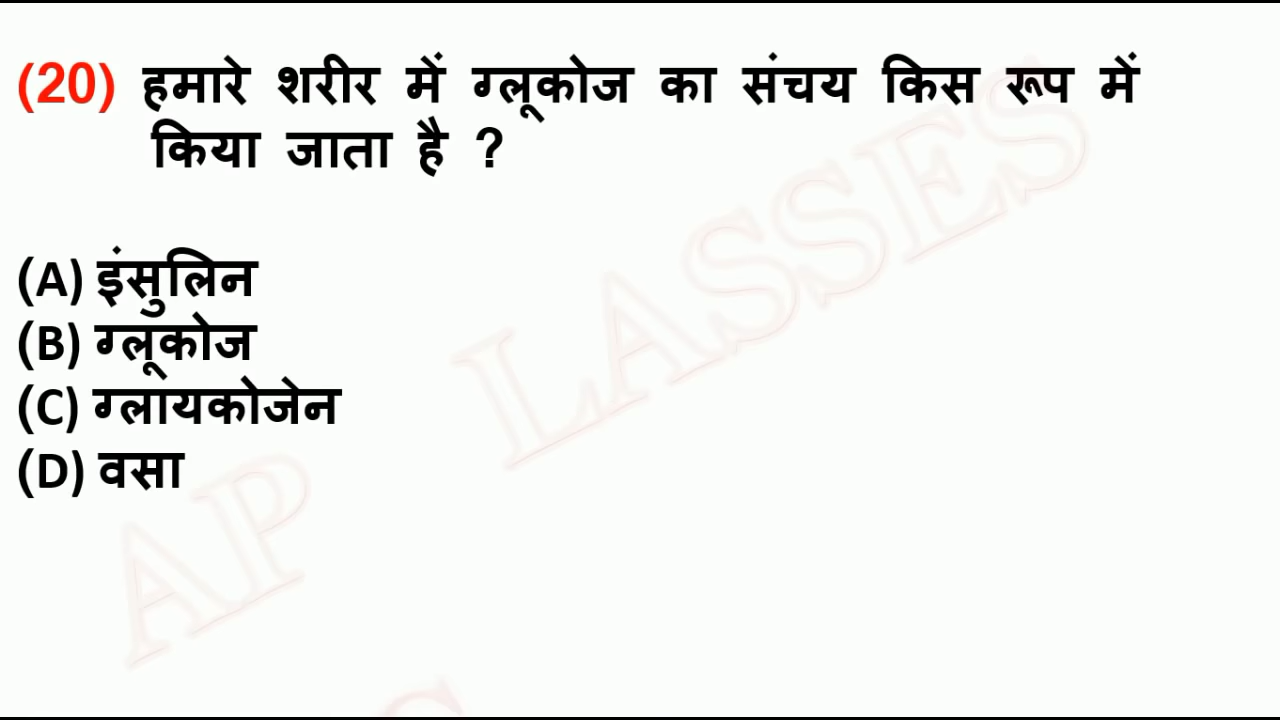 (20) हमारे शरीर में ग्लूकोज का संचय किस रूप में
किया जाता है ?
(A) इंसुलिन
(B) ग्लूकोज
(C) ग्लायकोजेन
(D) वसा
AP LASSES